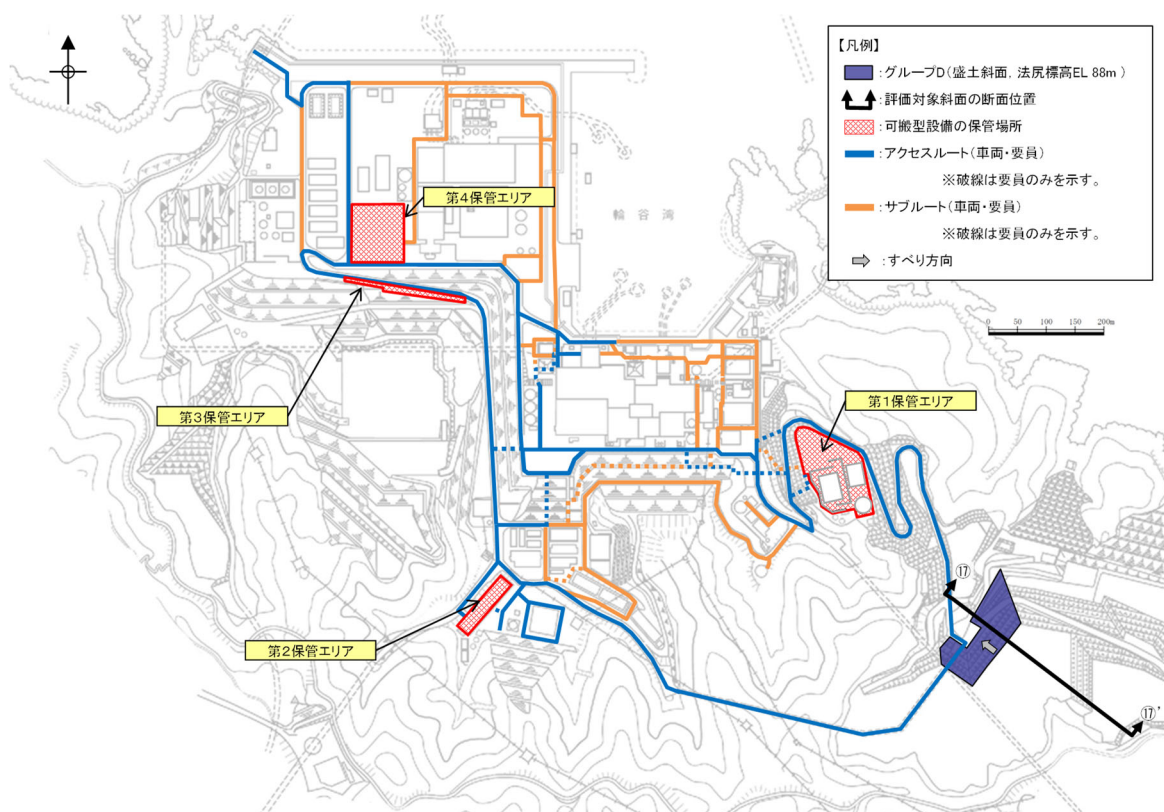 【凡例】
:グループD(盛土斜面,法尻標高EL 88m )
:評価対象斜面の断面位置
:可搬型設備の保管場所
:アクセスルート(車両・要員)
※破線は要員のみを示す。
:サブルート(車両・要員)
※破線は要員のみを示す。
:すべり方向
第4保管エリア
輪谷湾
0 50 100 150 200m
第3保管エリア
第1保管エリア
⑰
第2保管エリア
⑰'